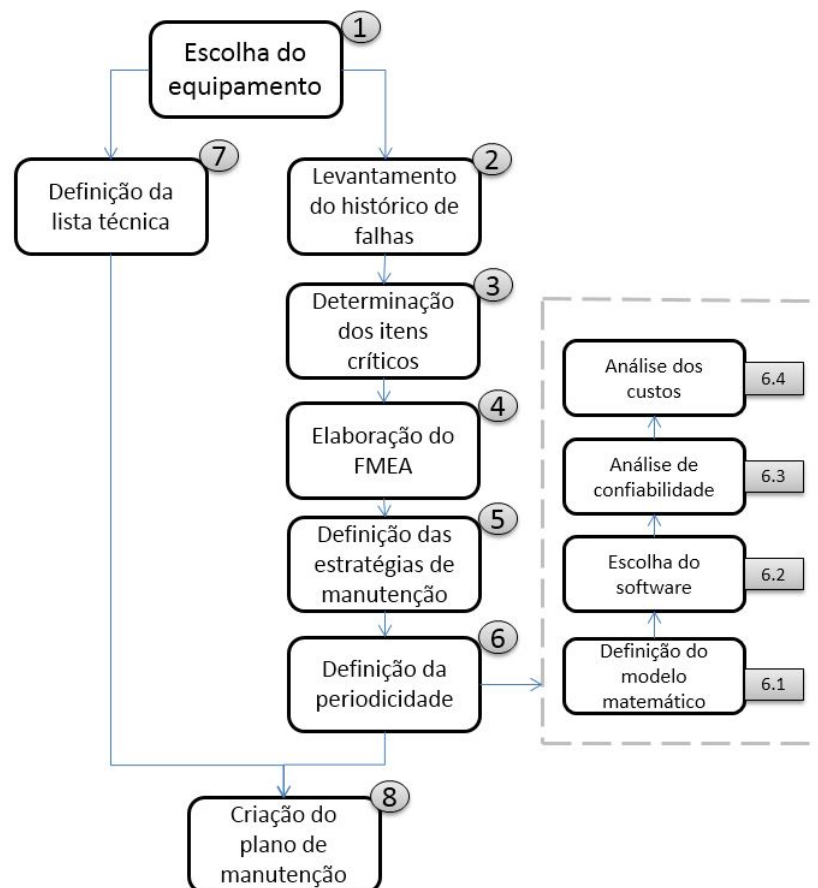 1
Escolha do
equipamento
7
Definição da
lista técnica
2
Levantamento
do histórico de
falhas
3
Determinação
dos itens
críticos
4
Elaboração do
FMEA
5
Definição das
estratégias de
manutenção
6
Definição da
periodicidade
Análise dos
custos
6.4
Análise de
confiabilidade
6.3
Escolha do
software
6.2
Definição do
modelo
matemático
6.1
8
Criação do
plano de
manutenção